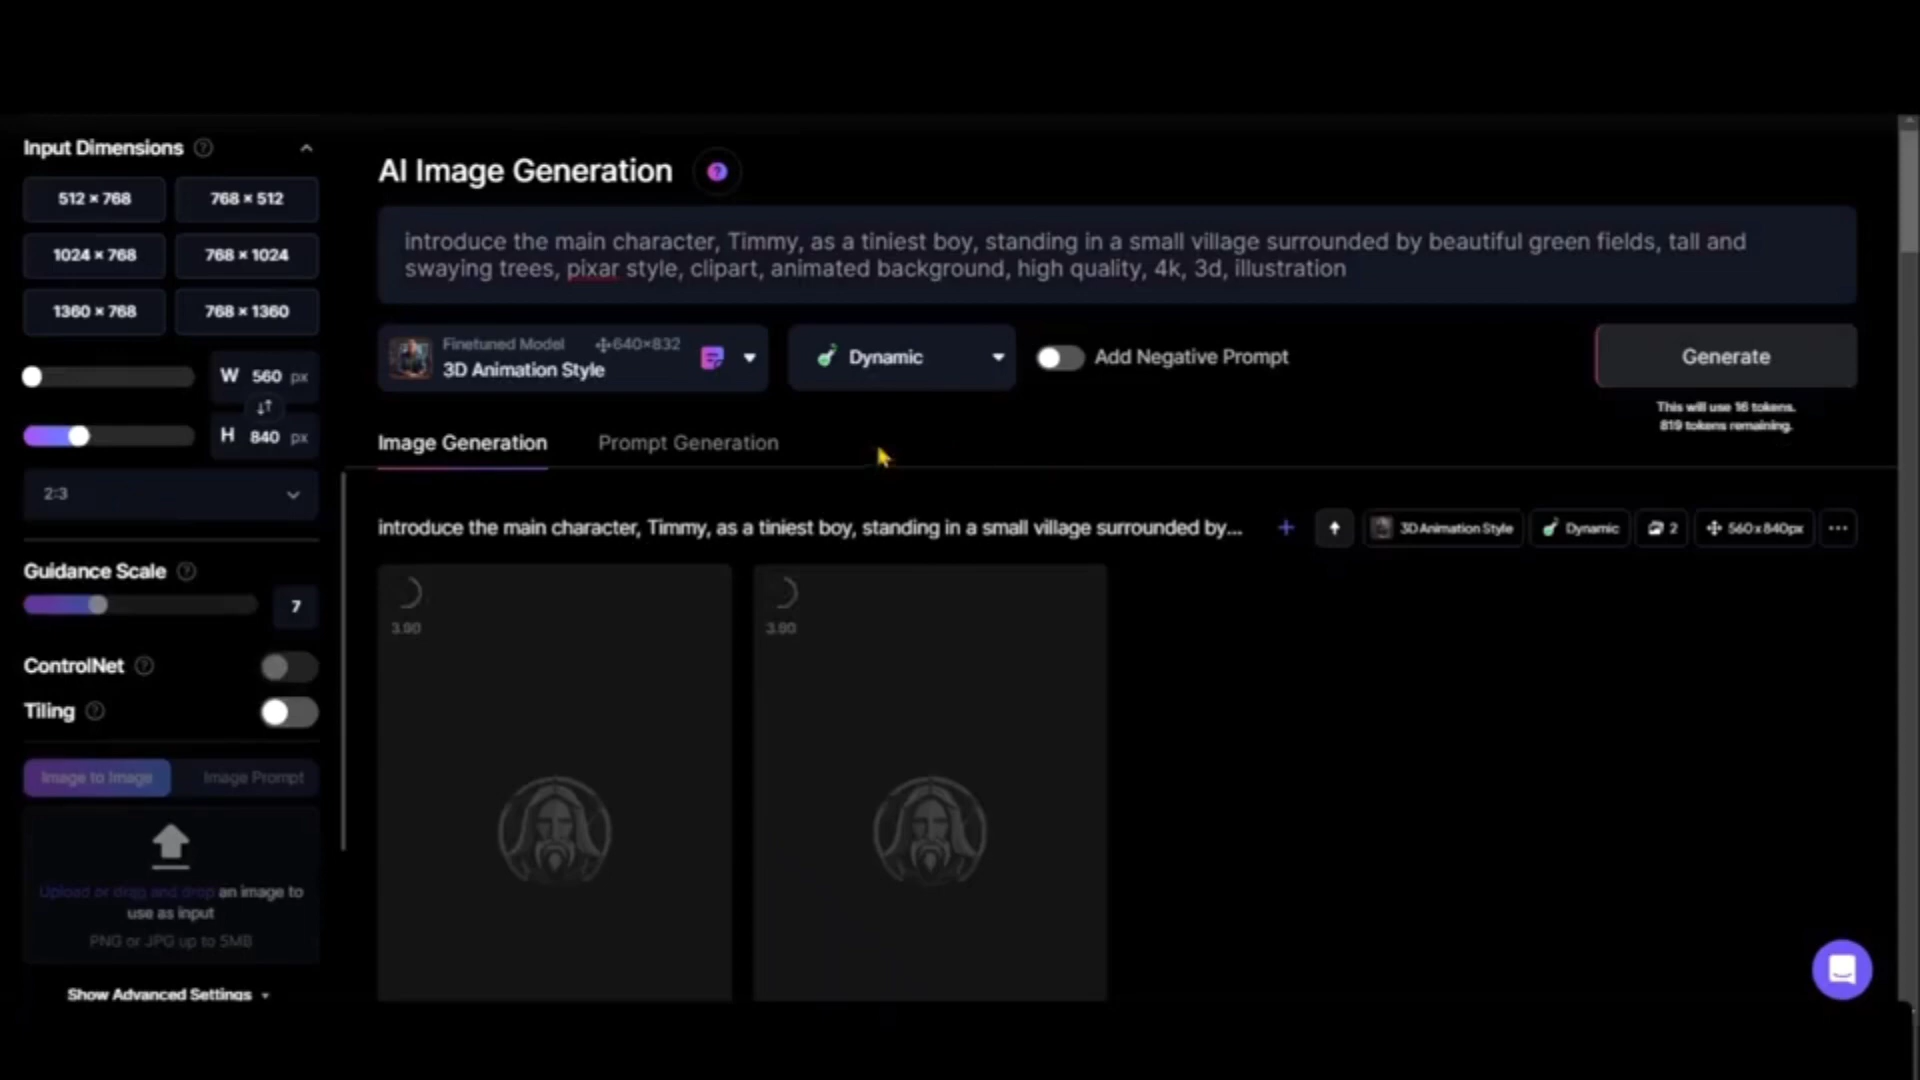 Input Dimensions
512 × 768
768 × 512
1024 × 768
768 × 1024
1360 × 768
768 × 1360
W 560 px
H 840 px
2:3
Guidance Scale
7
ControlNet
Tiling
Image to Image
Image Prompt
Upload or drag and drop an image to
use as input
PNG or JPG up to 5MB
Show Advanced Settings
AI Image Generation
introduce the main character, Timmy, as a tiniest boy, standing in a small village surrounded by beautiful green fields, tall and
swaying trees, pixar style, clipart, animated background, high quality, 4k, 3d, illustration
Finetuned Model
640×832
3D Animation Style
Dynamic
Add Negative Prompt
Generate
This will use 16 tokens.
819 tokens remaining.
Image Generation
Prompt Generation
introduce the main character, Timmy, as a tiniest boy, standing in a small village surrounded by...
3D Animation Style
Dynamic
2
560x840px
3.90
3.90